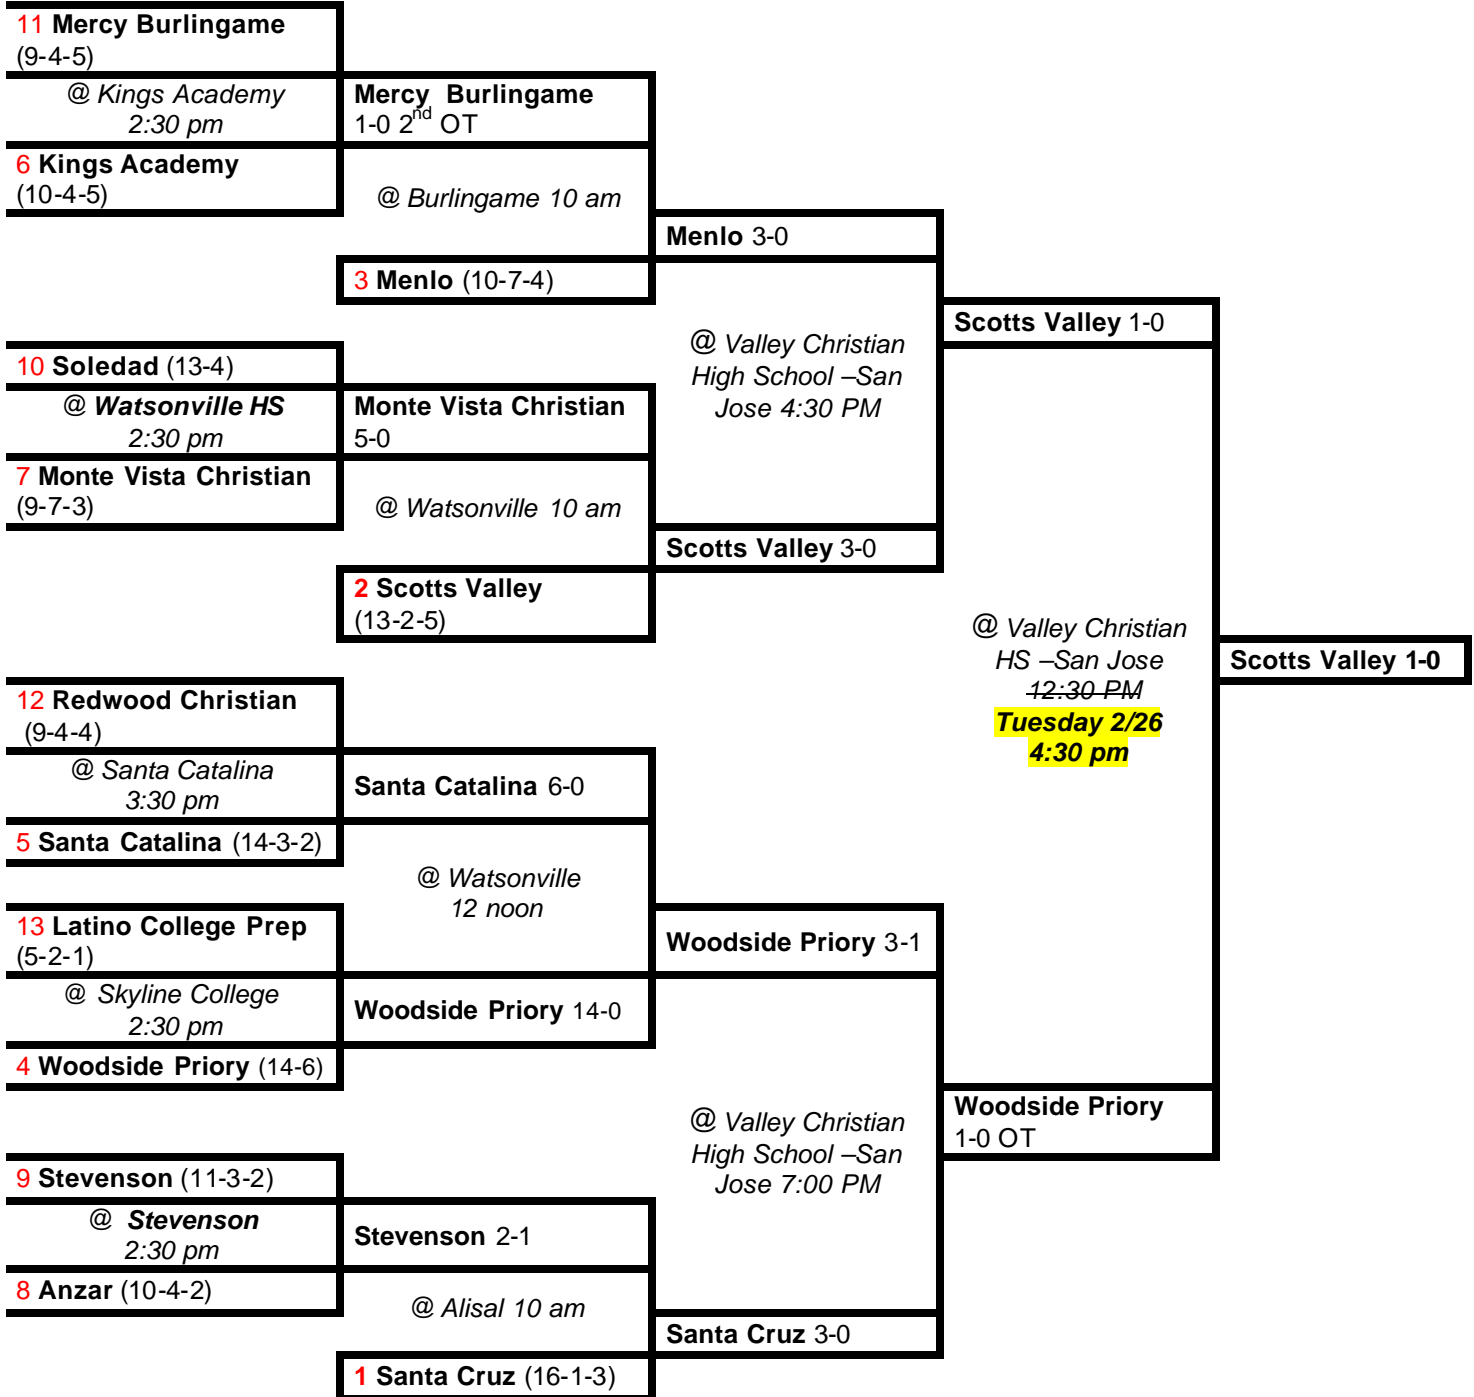 11 Mercy Burlingame
(9-4-5)
@ Kings Academy
2:30 pm
6 Kings Academy
(10-4-5)
Mercy Burlingame
1-0 2nd OT
@ Burlingame 10 am
3 Menlo (10-7-4)
Menlo 3-0
10 Soledad (13-4)
@ Watsonville HS
2:30 pm
7 Monte Vista Christian
(9-7-3)
Monte Vista Christian
5-0
@ Watsonville 10 am
2 Scotts Valley
(13-2-5)
Scotts Valley 3-0
@ Valley Christian
High School –San
Jose 4:30 PM
Scotts Valley 1-0
12 Redwood Christian
(9-4-4)
@ Santa Catalina
3:30 pm
5 Santa Catalina (14-3-2)
Santa Catalina 6-0
@ Watsonville
12 noon
13 Latino College Prep
(5-2-1)
@ Skyline College
2:30 pm
4 Woodside Priory (14-6)
Woodside Priory 14-0
Woodside Priory 3-1
9 Stevenson (11-3-2)
@ Stevenson
2:30 pm
8 Anzar (10-4-2)
Stevenson 2-1
@ Alisal 10 am
1 Santa Cruz (16-1-3)
Santa Cruz 3-0
@ Valley Christian
High School –San
Jose 7:00 PM
Woodside Priory
1-0 OT
@ Valley Christian
HS –San Jose
12:30 PM
Tuesday 2/26
4:30 pm
Scotts Valley 1-0